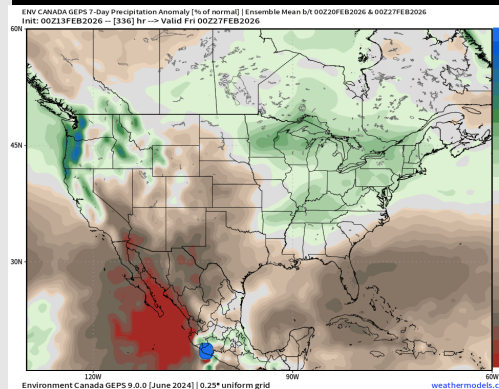 ENV CANADA GEPS 7-Day Precipitation Anomaly [% of normal] | Ensemble Mean b/t 00Z20FEB2026 & 00Z27FEB2026
Init: 00Z13FEB2026 -- [336] hr --> Valid Fri 00Z27FEB2026
60N
45N
30N
120W
90W
60W
Environment Canada GEPS 9.0.0 [June 2024] | 0.25° uniform grid
weathermodels.c